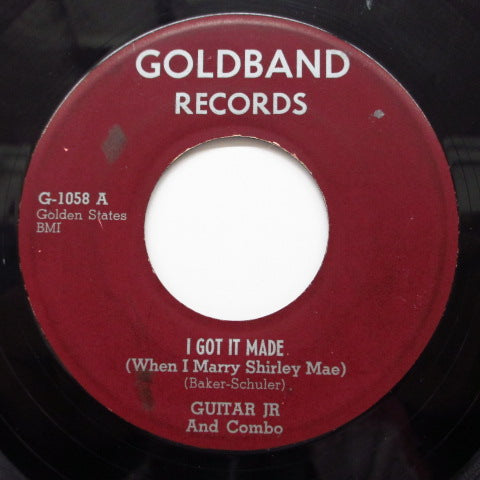 GOLDBAND
RECORDS
G-1058 A
Golden States
BMI
I GOT IT MADE
(When I Marry Shirley Mae)
(Baker-Schuler)
GUITAR JR
And Combo